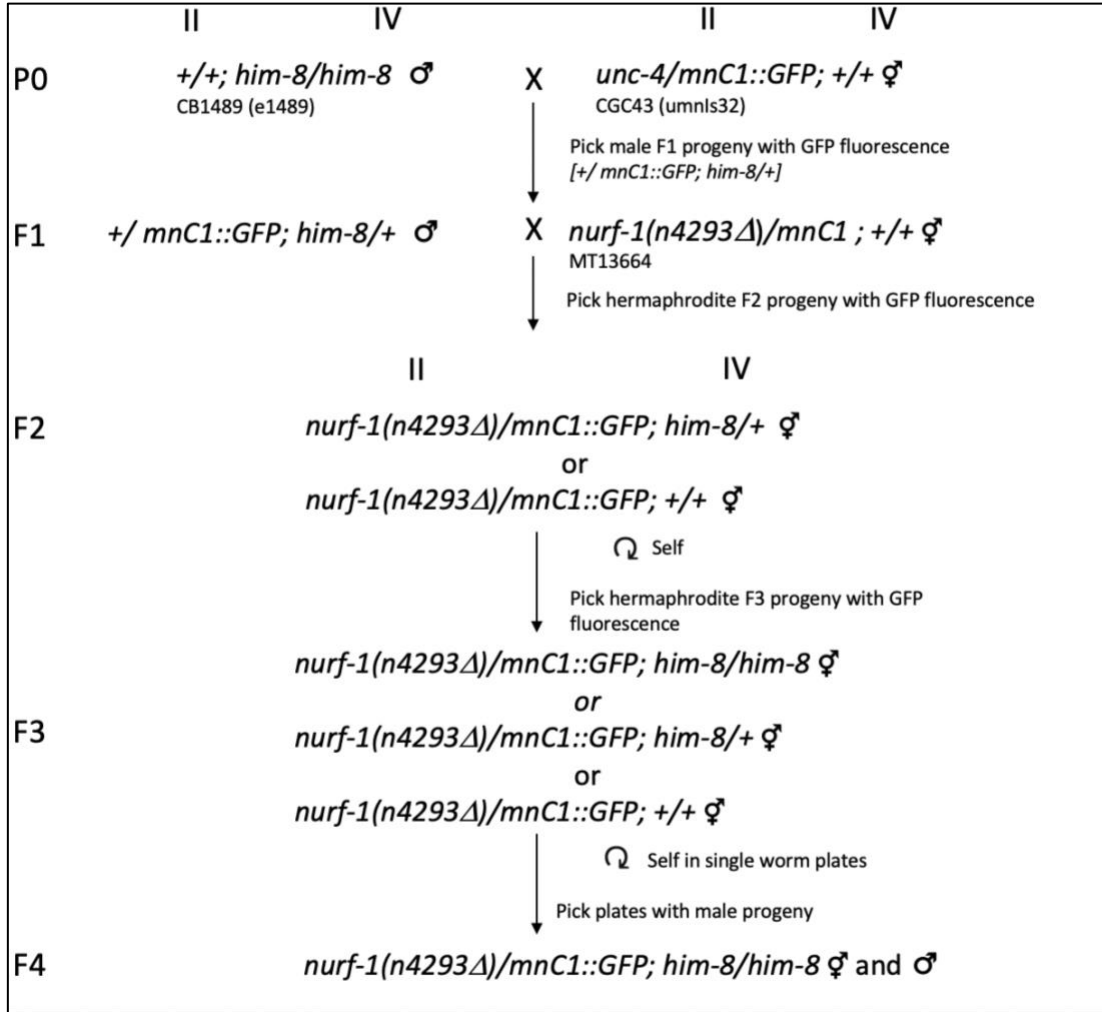 II IV II IV
P0 +/+; him-8/him-8 ♂ X unc-4/mnC1::GFP; +/+ ⚥
CB1489 (e1489) CGC43 (umnIs32)
Pick male F1 progeny with GFP fluorescence
[+/ mnC1::GFP; him-8/+]
F1 +/ mnC1::GFP; him-8/+ ♂ X nurf-1(n4293Δ)/mnC1 ; +/+ ⚥
MT13664
Pick hermaphrodite F2 progeny with GFP fluorescence
II IV
F2 nurf-1(n4293Δ)/mnC1::GFP; him-8/+ ⚥
or
nurf-1(n4293Δ)/mnC1::GFP; +/+ ⚥
Self
Pick hermaphrodite F3 progeny with GFP
fluorescence
nurf-1(n4293Δ)/mnC1::GFP; him-8/him-8 ⚥
or
F3 nurf-1(n4293Δ)/mnC1::GFP; him-8/+ ⚥
or
nurf-1(n4293Δ)/mnC1::GFP; +/+ ⚥
Self in single worm plates
Pick plates with male progeny
F4 nurf-1(n4293Δ)/mnC1::GFP; him-8/him-8 ⚥ and ♂